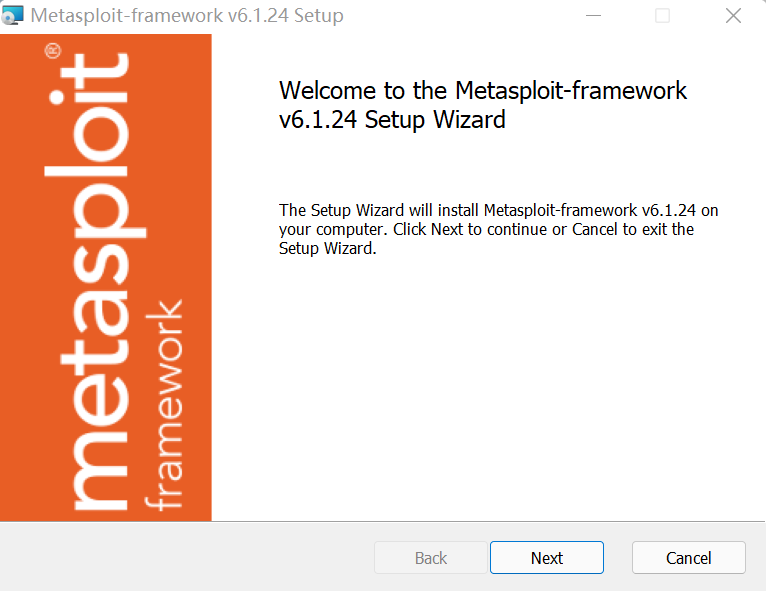 Metasploit-framework v6.1.24 Setup
metasploit®
framework
Welcome to the Metasploit-framework
v6.1.24 Setup Wizard
The Setup Wizard will install Metasploit-framework v6.1.24 on
your computer. Click Next to continue or Cancel to exit the
Setup Wizard.
Back
Next
Cancel